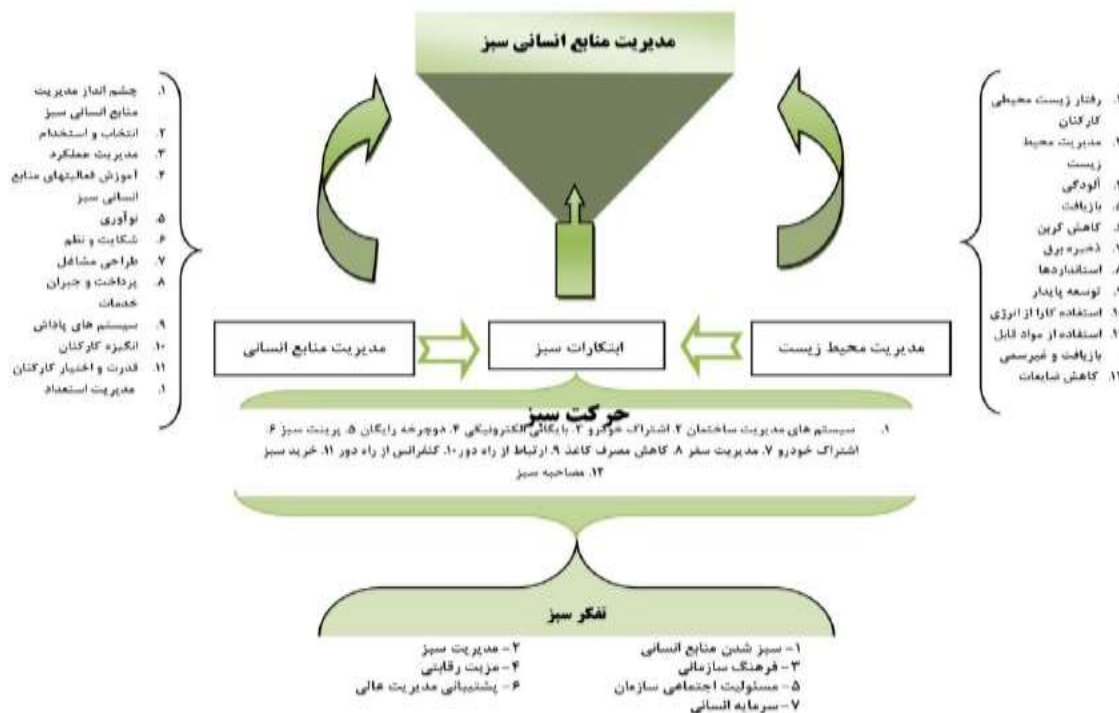 مدیریت منابع انسانی سبز
۱. رفتار زیست محیطی
کارکنان
مدیریت محیط
زیست
آلودگی
بازیافت
کاهش کربن
ذخیره برق
استانداردها
توسعه پایدار
استفاده کارا از انرژی
استفاده از مواد قابل
بازیافت و غیرسمی
کاهش ضایعات
۱. چشم انداز مدیریت
منابع انسانی سبز
۲. انتخاب و استخدام
۳. مدیریت عملکرد
۴. آموزش فعالیتهای منابع
انسانی سبز
۵. نوآوری
۶. شکایت و نظم
۷. طراحی مشاغل
۸. پرداخت و جبران
خدمات
۹. سیستم های پاداش
۱۰. انگیزه کارکنان
۱۱. قدرت و اختیار کارکنان
۱. مدیریت استعداد
مدیریت محیط زیست
ابتکارات سبز
مدیریت منابع انسانی
حرکت سبز
۱. سیستم های مدیریت ساختمان ۲. اشتراک خودرو ۳. بایگانی الکترونیکی ۴. دوچرخه رایگان ۵. پرینت سبز ۶.
اشتراک خودرو ۷. مدیریت سفر ۸. کاهش مصرف کاغذ ۹. ارتباط از راه دور ۱۰. کنفرانس از راه دور ۱۱. خرید سبز
۱۲. مصاحبه سبز
تفکر سبز
۱- سبز شدن منابع انسانی ۲- مدیریت سبز
۳- فرهنگ سازمانی ۴- مزیت رقابتی
۵- مسئولیت اجتماعی سازمان ۶- پشتیبانی مدیریت عالی
۷- سرمایه انسانی